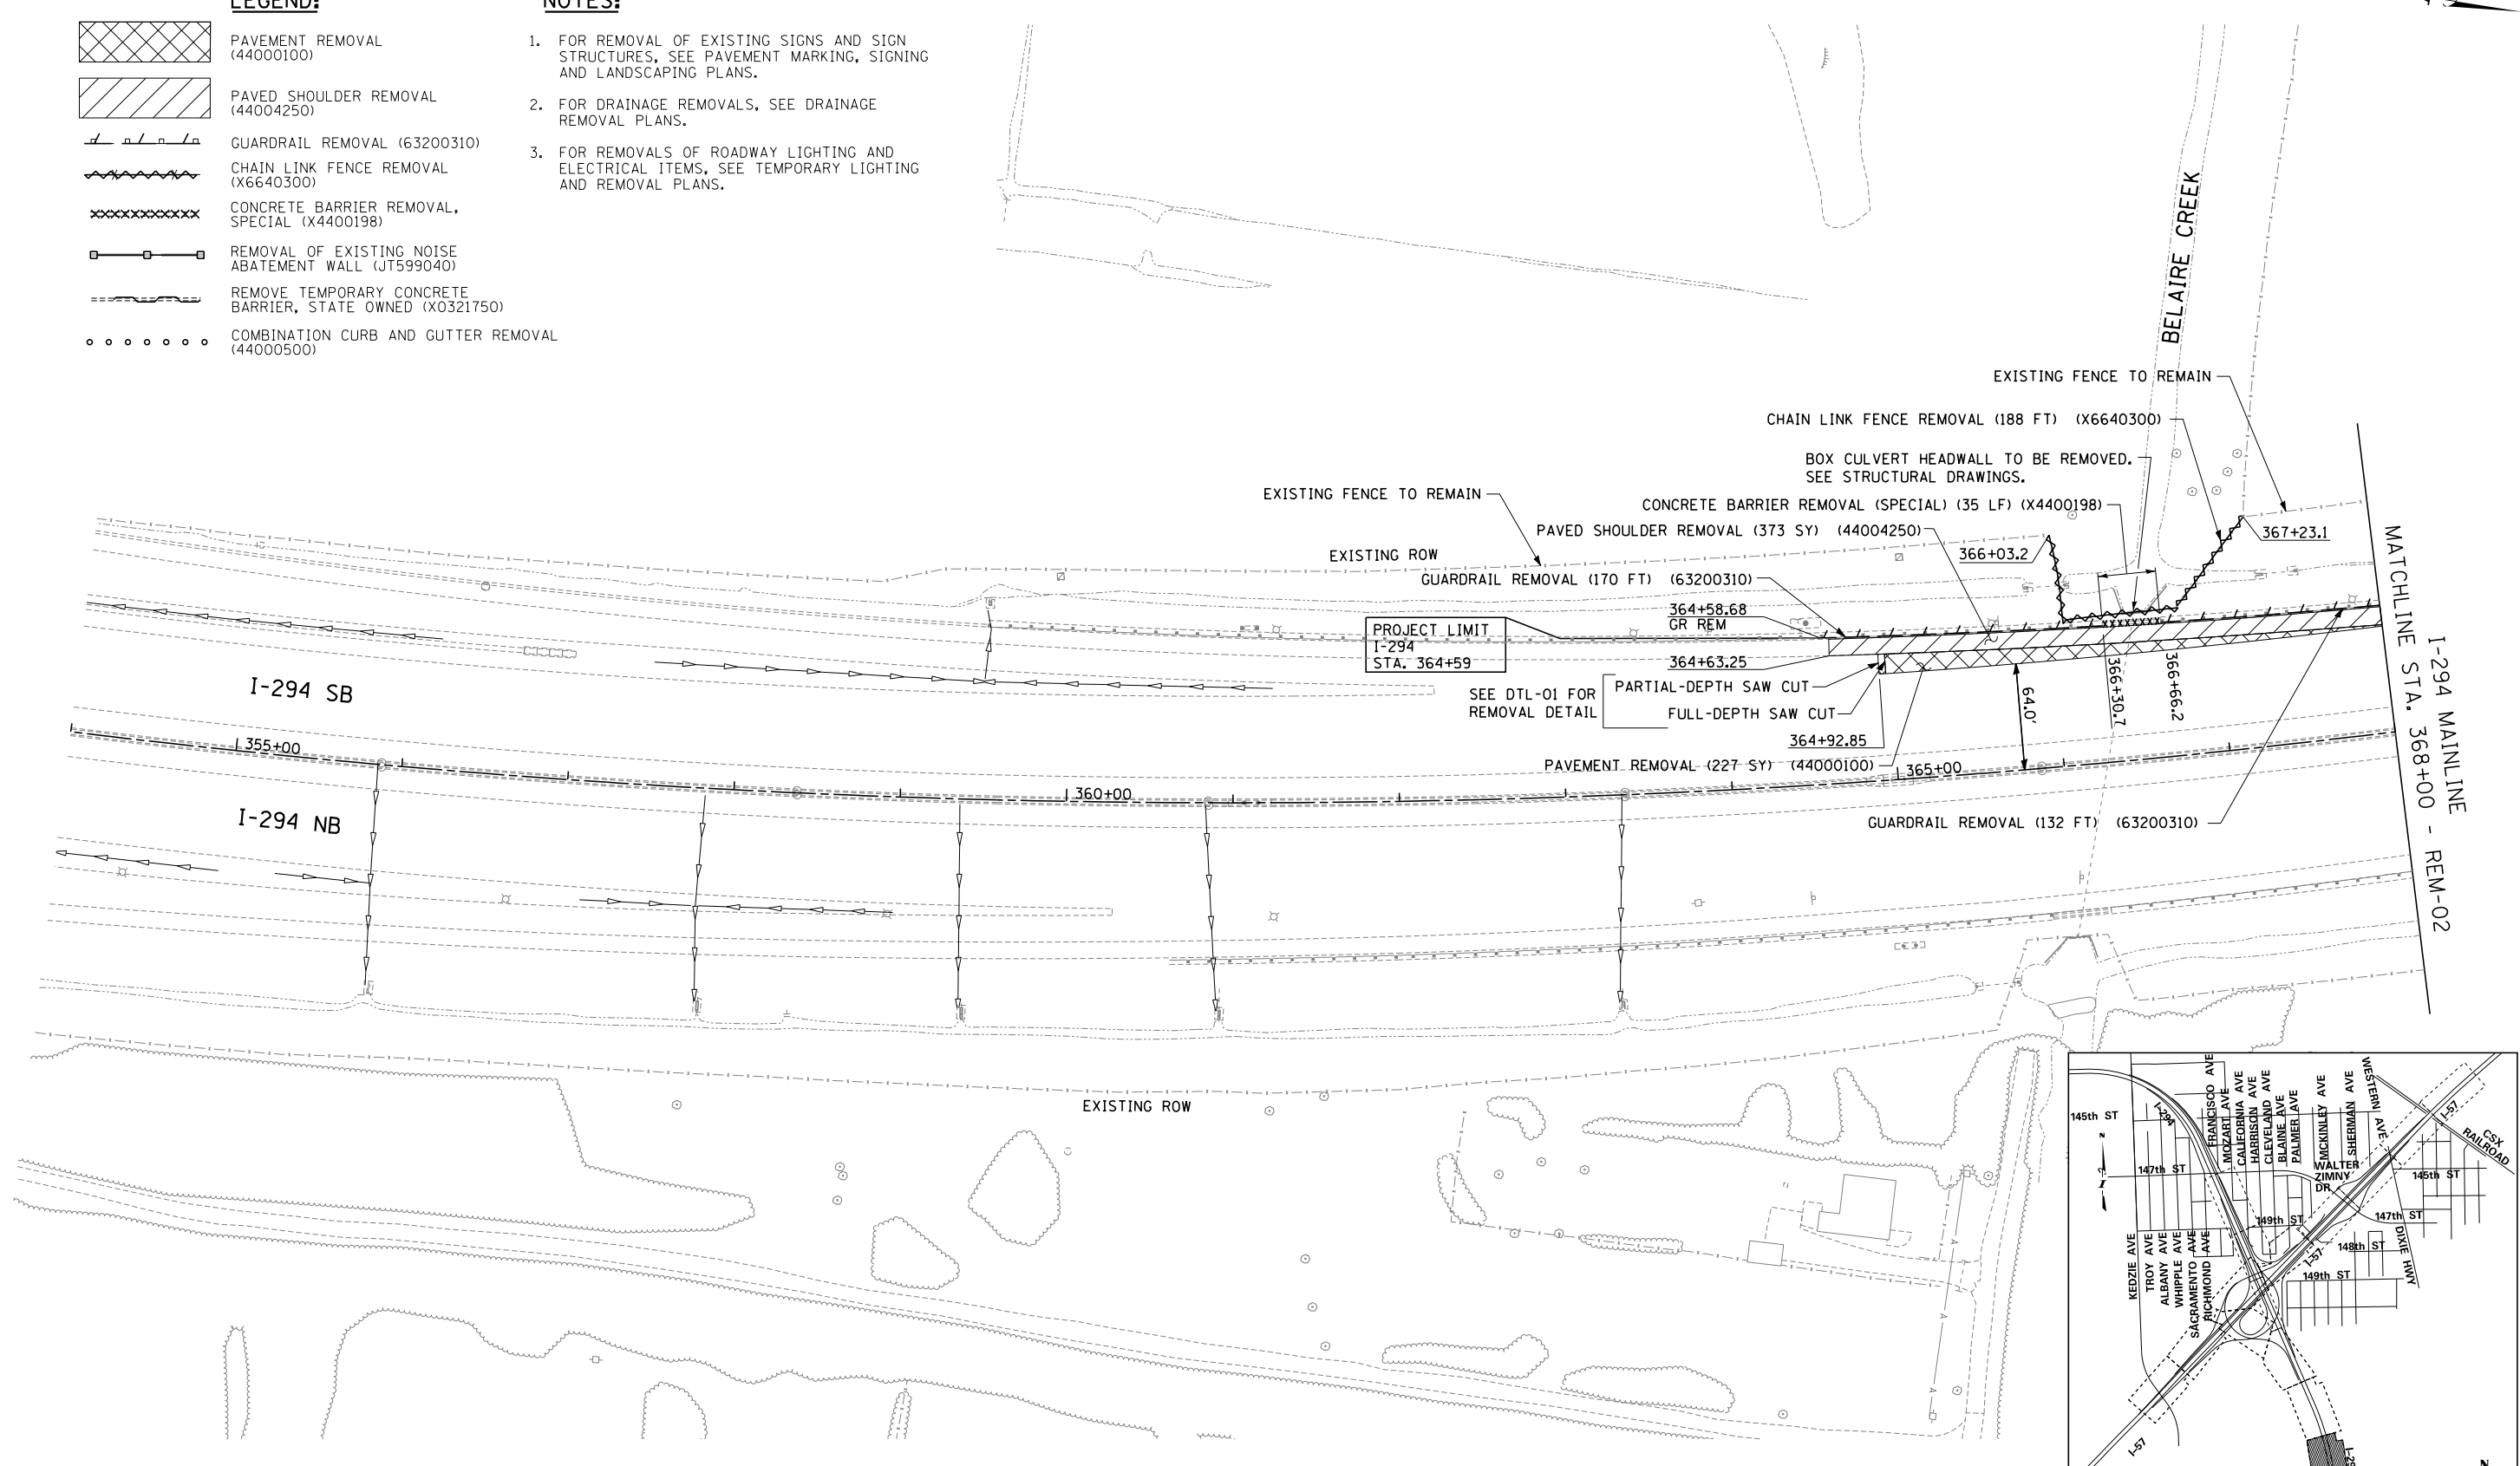 LEGEND:
PAVEMENT REMOVAL
(44000100)
PAVED SHOULDER REMOVAL
(44004250)
GUARDRAIL REMOVAL (63200310)
CHAIN LINK FENCE REMOVAL
(X6640300)
CONCRETE BARRIER REMOVAL,
SPECIAL (X4400198)
REMOVAL OF EXISTING NOISE
ABATEMENT WALL (JT599040)
REMOVE TEMPORARY CONCRETE
BARRIER, STATE OWNED (X0321750)
COMBINATION CURB AND GUTTER REMOVAL
(44000500)
NOTES:
1. FOR REMOVAL OF EXISTING SIGNS AND SIGN
STRUCTURES, SEE PAVEMENT MARKING, SIGNING
AND LANDSCAPING PLANS.
2. FOR DRAINAGE REMOVALS, SEE DRAINAGE
REMOVAL PLANS.
3. FOR REMOVALS OF ROADWAY LIGHTING AND
ELECTRICAL ITEMS, SEE TEMPORARY LIGHTING
AND REMOVAL PLANS.
BELAIRE CREEK
EXISTING FENCE TO REMAIN
CHAIN LINK FENCE REMOVAL (188 FT) (X6640300)
BOX CULVERT HEADWALL TO BE REMOVED.
SEE STRUCTURAL DRAWINGS.
EXISTING FENCE TO REMAIN
CONCRETE BARRIER REMOVAL (SPECIAL) (35 LF) (X4400198)
PAVED SHOULDER REMOVAL (373 SY) (44004250)
367+23.1
EXISTING ROW
366+03.2
GUARDRAIL REMOVAL (170 FT) (63200310)
364+58.68
GR REM
PROJECT LIMIT
I-294
STA. 364+59
364+63.25
SEE DTL-01 FOR
REMOVAL DETAIL
PARTIAL-DEPTH SAW CUT
FULL-DEPTH SAW CUT
364+92.85
64.0'
366+30.7
366+66.2
PAVEMENT REMOVAL (227 SY) (44000100)
GUARDRAIL REMOVAL (132 FT) (63200310)
I-294 MAINLINE
MATCHLINE STA. 368+00 - REM-02
I-294 SB
355+00
360+00
365+00
I-294 NB
EXISTING ROW
145th ST
I-294
FRANCISCO AVE
MOZART AVE
CALIFORNIA AVE
HARRISON AVE
CLEVELAND AVE
BLAINE AVE
PALMER AVE
MCKINLEY AVE
SHERMAN AVE
WESTERN AVE
I-57
CSX
RAILROAD
N
147th ST
WALTER
ZIMNY
DR
145th ST
149th ST
147th ST
148th ST
DIXIE HWY
I-57
149th ST
KEDZIE AVE
TROY AVE
ALBANY AVE
WHIPPLE AVE
SACRAMENTO AVE
RICHMOND AVE
I-57